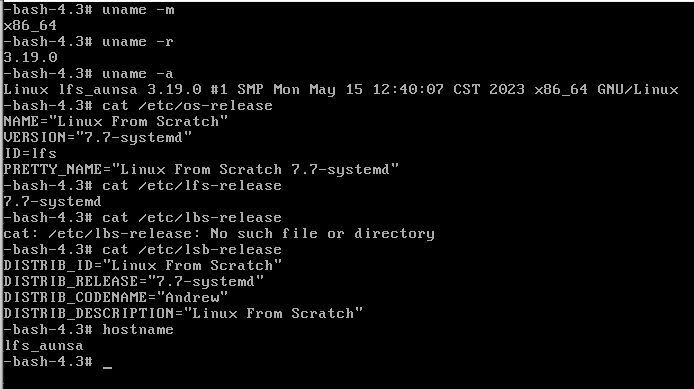 -bash-4.3# uname -m
x86_64
-bash-4.3# uname -r
3.19.0
-bash-4.3# uname -a
Linux lfs_aunsa 3.19.0 #1 SMP Mon May 15 12:40:07 CST 2023 x86_64 GNU/Linux
-bash-4.3# cat /etc/os-release
NAME="Linux From Scratch"
VERSION="7.7-systemd"
ID=lfs
PRETTY_NAME="Linux From Scratch 7.7-systemd"
-bash-4.3# cat /etc/lfs-release
7.7-systemd
-bash-4.3# cat /etc/lbs-release
cat: /etc/lbs-release: No such file or directory
-bash-4.3# cat /etc/lsb-release
DISTRIB_ID="Linux From Scratch"
DISTRIB_RELEASE="7.7-systemd"
DISTRIB_CODENAME="Andrew"
DISTRIB_DESCRIPTION="Linux From Scratch"
-bash-4.3# hostname
lfs_aunsa
-bash-4.3# _